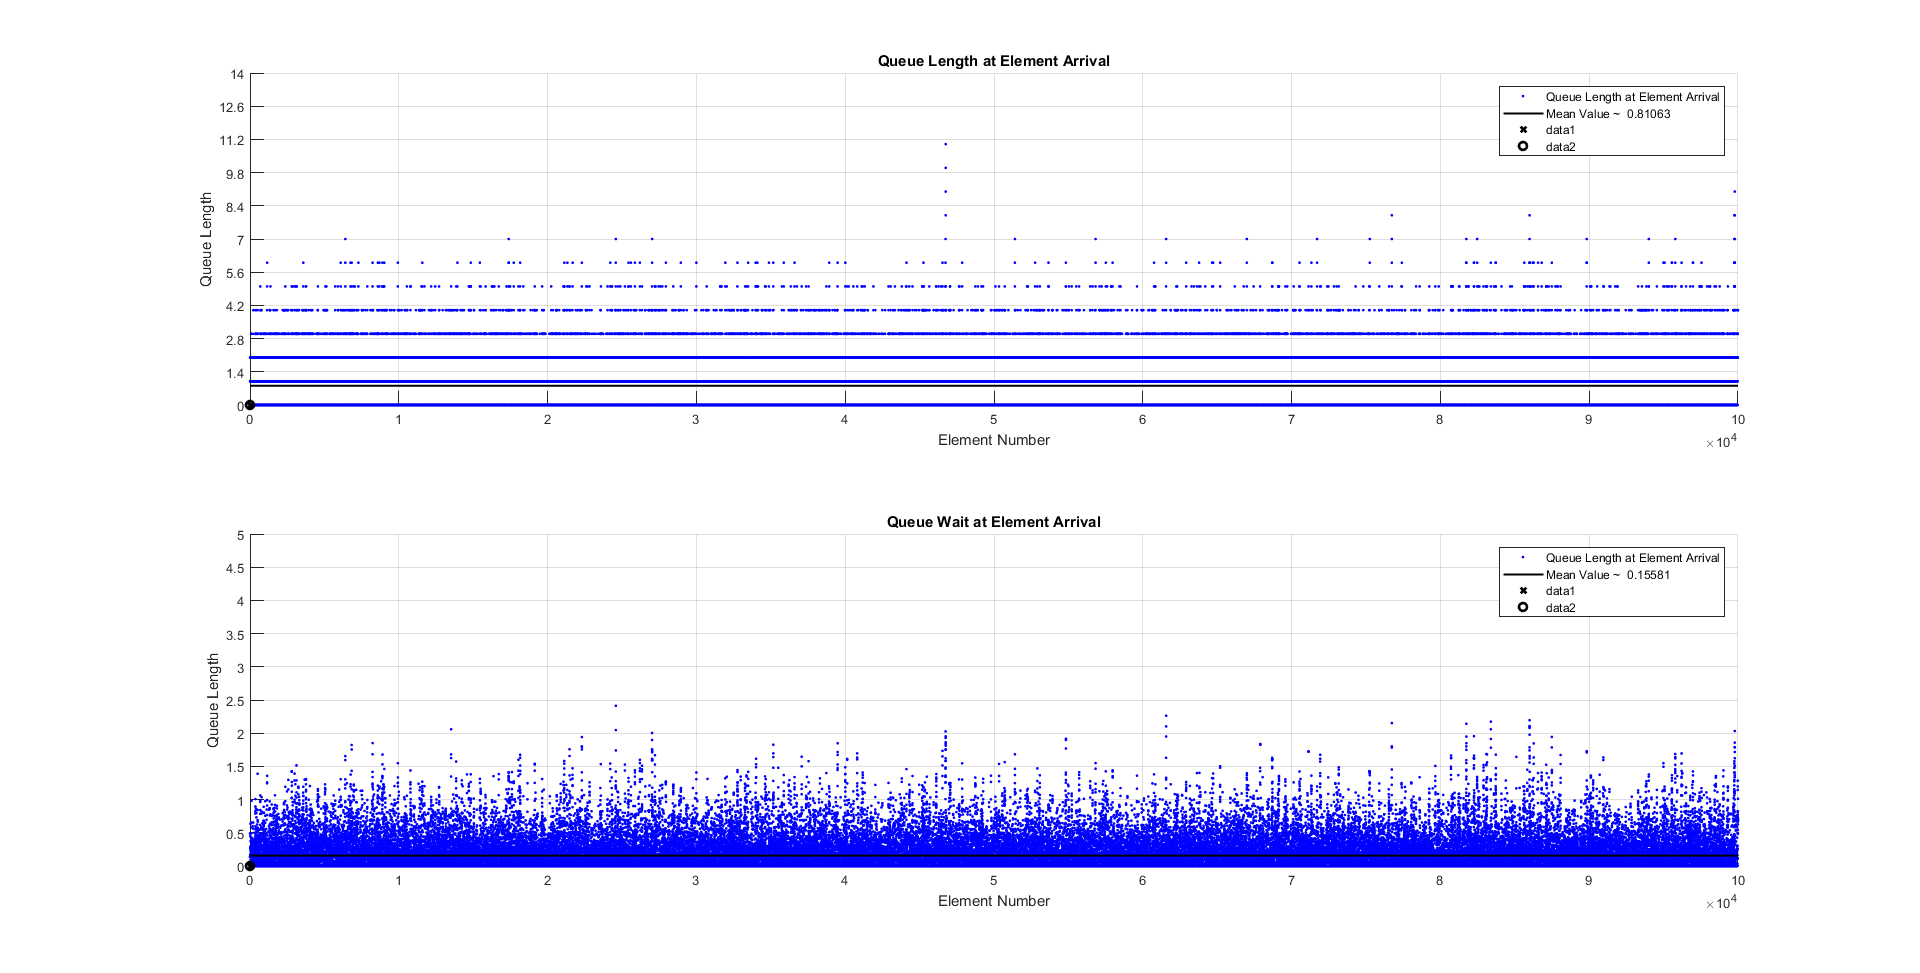 Queue Length at Element Arrival
14
12.6
11.2
9.8
8.4
7
5.6
4.2
2.8
1.4
0
Queue Length
Queue Length at Element Arrival
Mean Value ~ 0.81063
data1
data2
0 1 2 3 4 5 6 7 8 9 10
Element Number
×10^4
Queue Wait at Element Arrival
5
4.5
4
3.5
3
2.5
2
1.5
1
0.5
0
Queue Length
Queue Length at Element Arrival
Mean Value ~ 0.15581
data1
data2
0 1 2 3 4 5 6 7 8 9 10
Element Number
×10^4